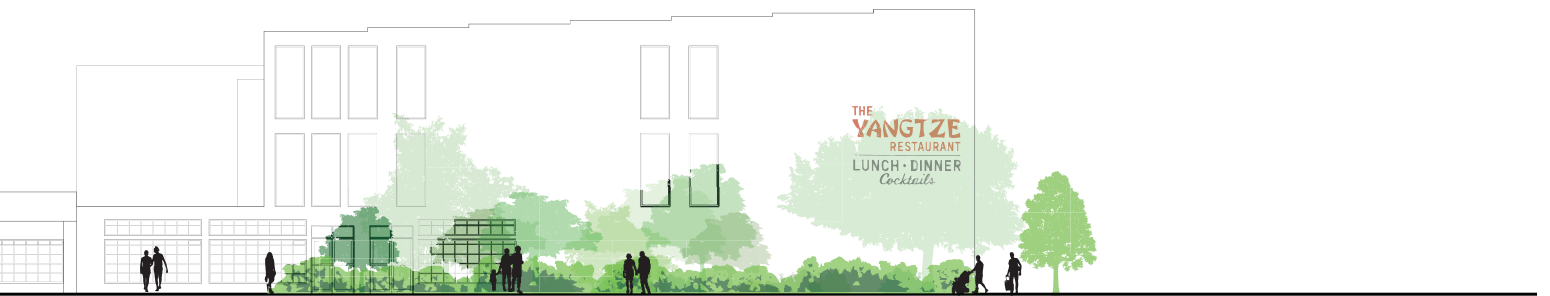 THE
YANGTZE
RESTAURANT
LUNCH • DINNER
Cocktails